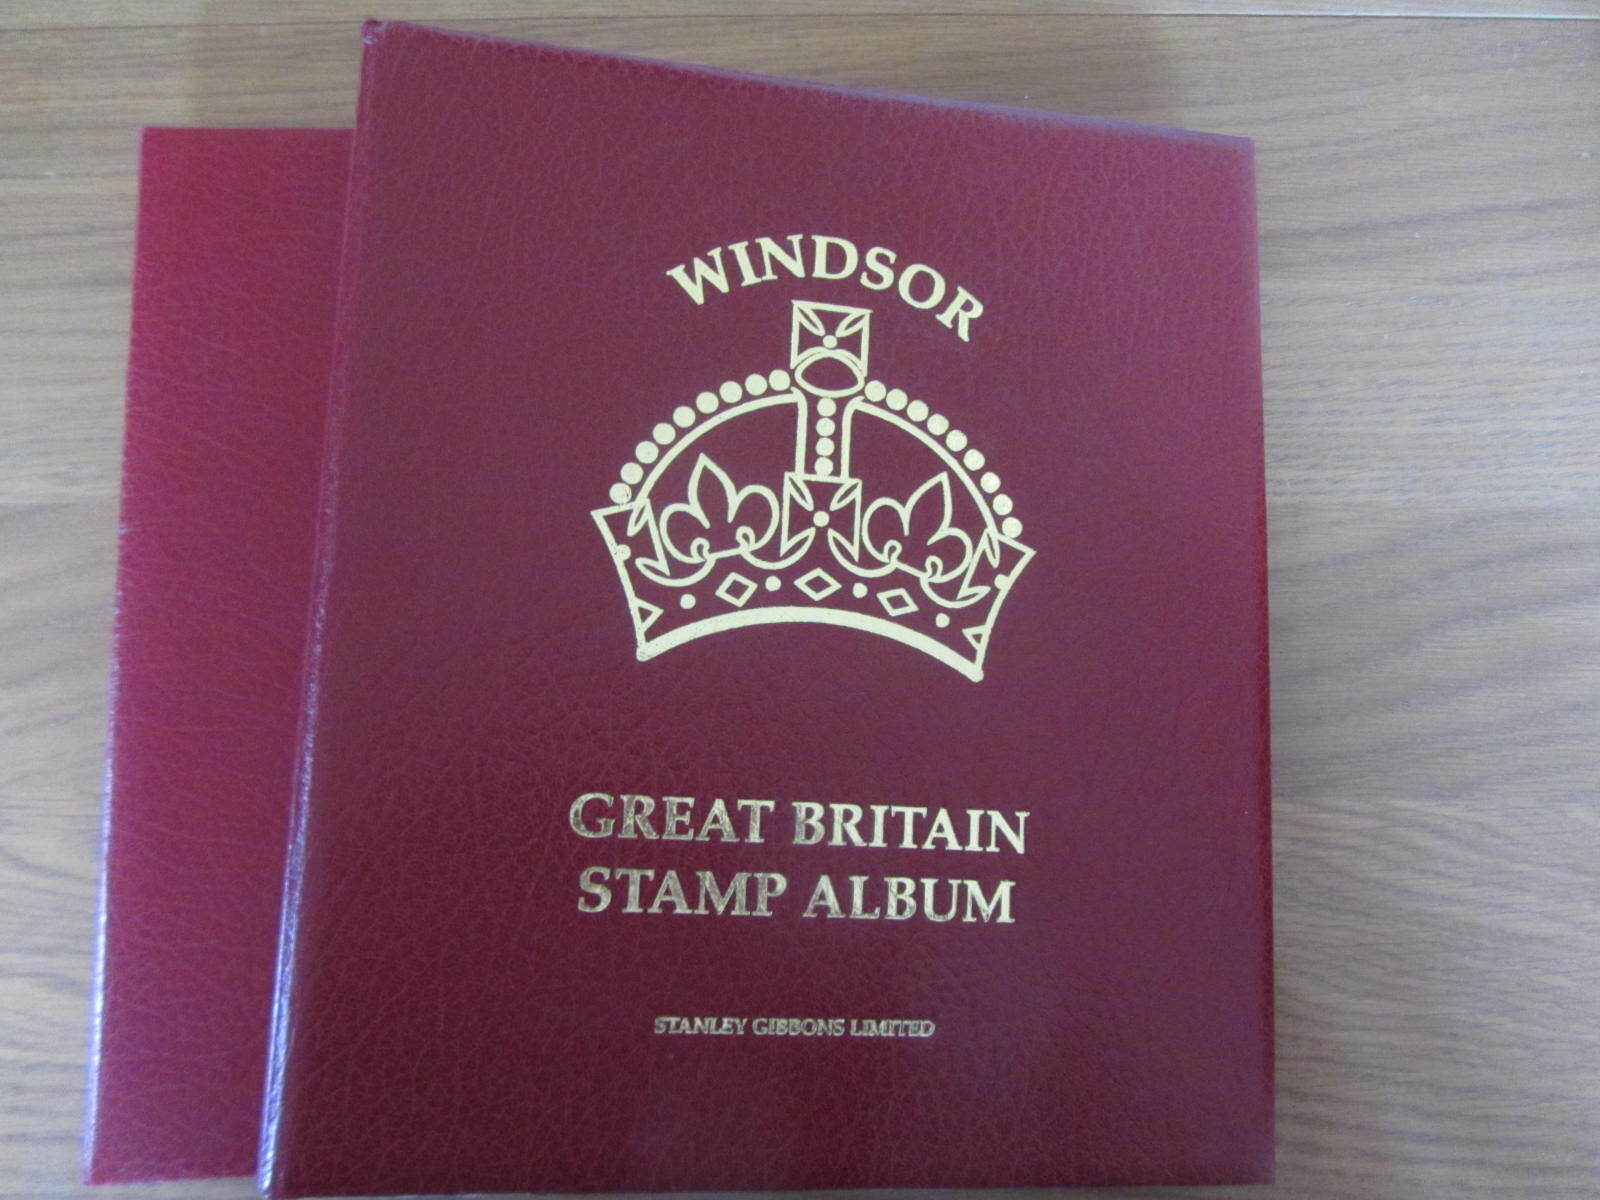 WINDSOR
GREAT BRITAIN
STAMP ALBUM
STANLEY GIBBONS LIMITED